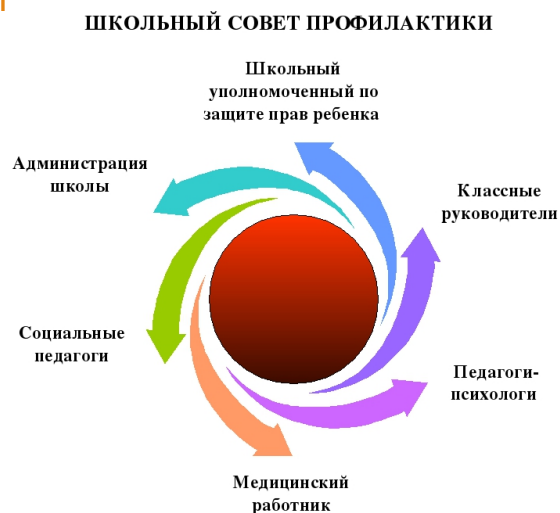 ШКОЛЬНЫЙ СОВЕТ ПРОФИЛАКТИКИ
Школьный
уполномоченный по
защите прав ребенка
Администрация
школы
Классные
руководители
Социальные
педагоги
Педагоги-
психологи
Медицинский
работник